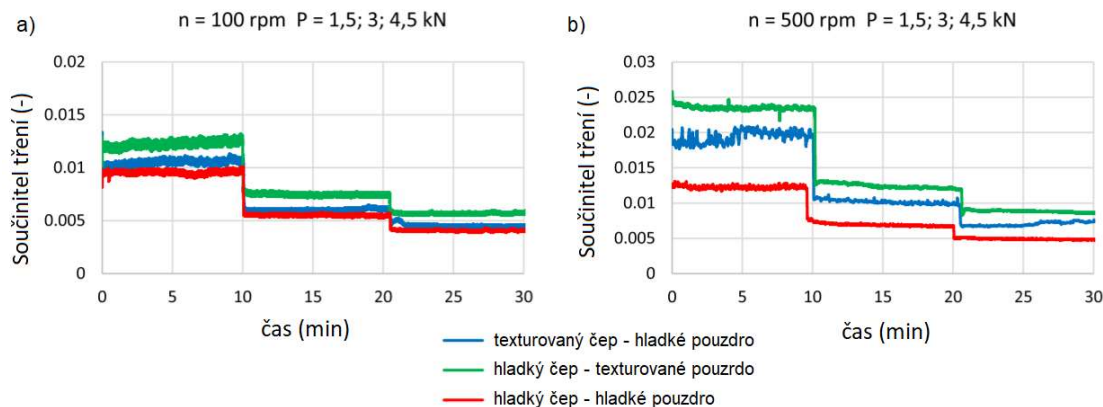 a)
n = 100 rpm P = 1,5; 3; 4,5 kN
Součinitel tření (-)
0.02
0.015
0.01
0.005
0
0 5 10 15 20 25 30
čas (min)
b)
n = 500 rpm P = 1,5; 3; 4,5 kN
Součinitel tření (-)
0.03
0.025
0.02
0.015
0.01
0.005
0
0 5 10 15 20 25 30
čas (min)
texturovaný čep - hladké pouzdro
hladký čep - texturované pouzrdo
hladký čep - hladké pouzdro